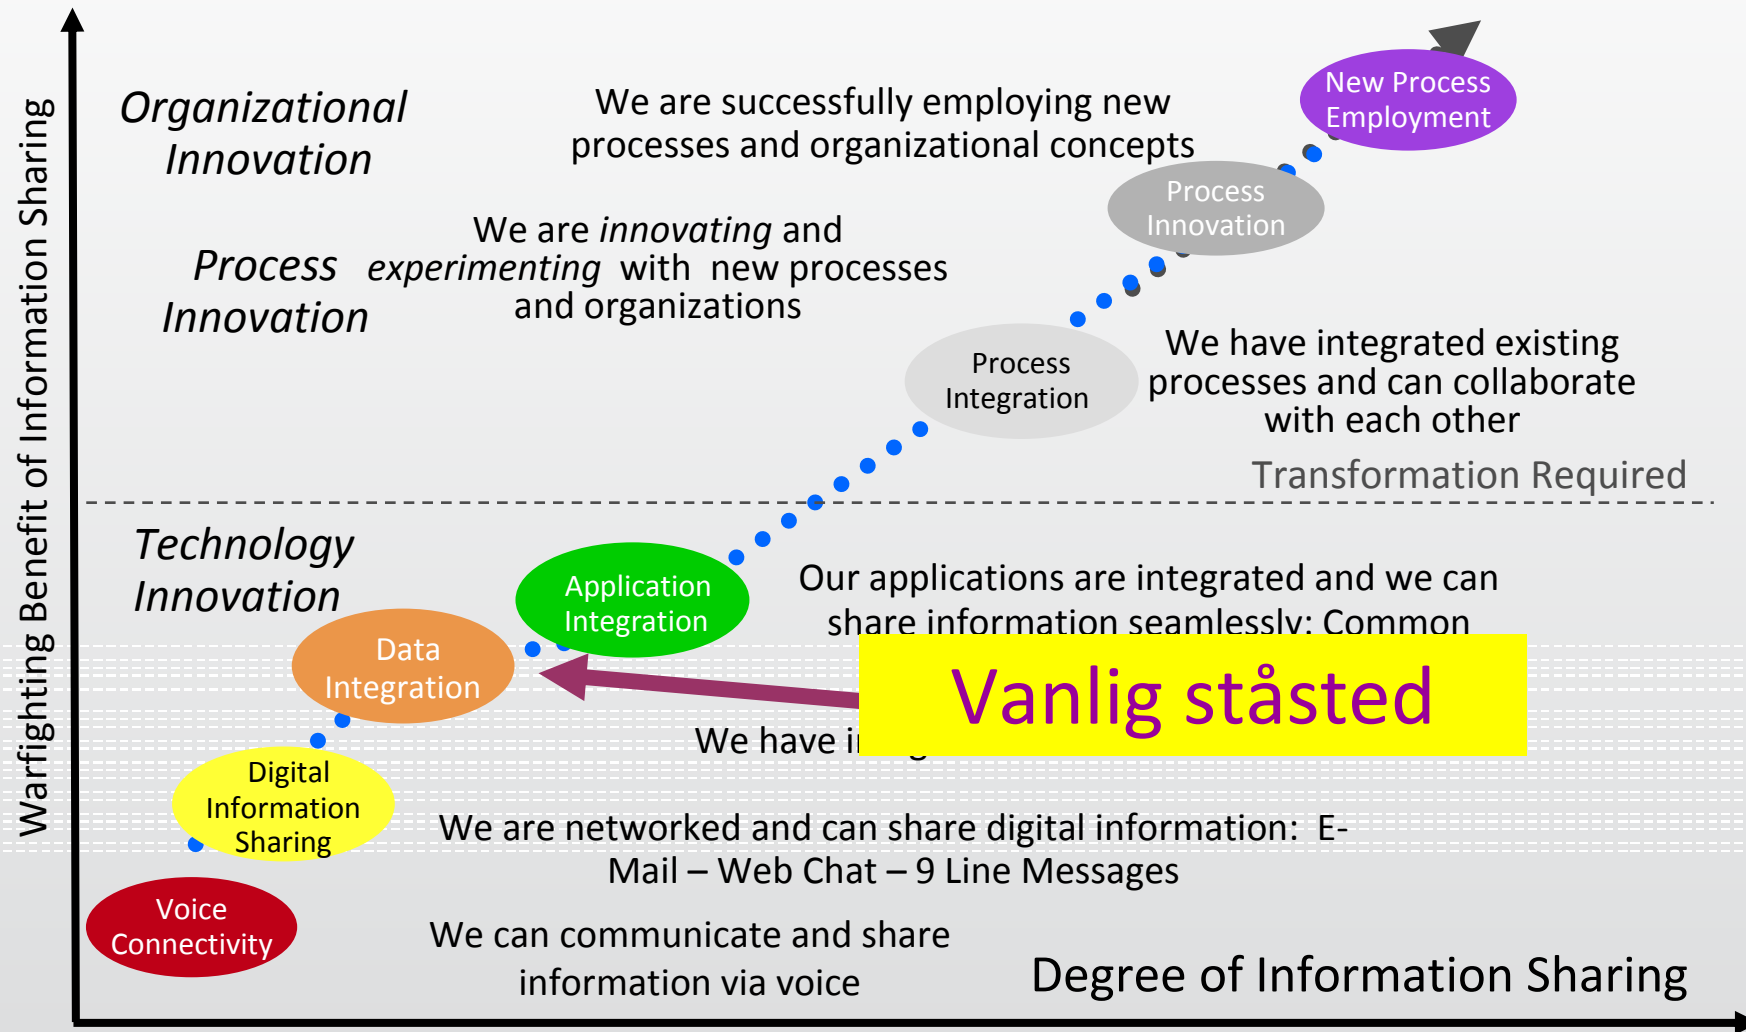 Warfighting Benefit of Information Sharing
Organizational
Innovation
We are successfully employing new
processes and organizational concepts
New Process
Employment
Process
Innovation
We are innovating and
experimenting with new processes
and organizations
Process
Innovation
Process
Integration
We have integrated existing
processes and can collaborate
with each other
Transformation Required
Technology
Innovation
Application
Integration
Our applications are integrated and we can
share information seamlessly: Common
Data
Integration
Vanlig ståsted
We have
Digital
Information
Sharing
We are networked and can share digital information: E-
Mail – Web Chat – 9 Line Messages
Voice
Connectivity
We can communicate and share
information via voice
Degree of Information Sharing